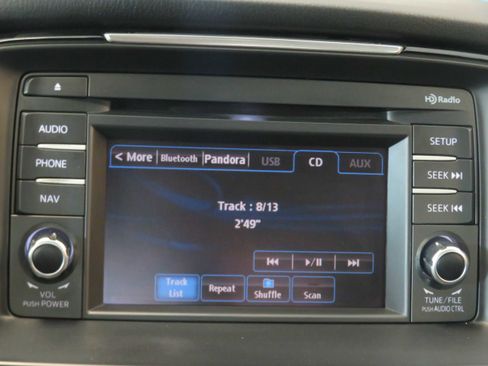 HD Radio
AUDIO
PHONE
NAV
VOL
PUSH POWER
< More Bluetooth Pandora USB CD AUX
Track : 8/13
2'49"
Track List
Repeat
Shuffle
Scan
SETUP
SEEK
SEEK
TUNE/FILE
PUSH AUDIO CTRL